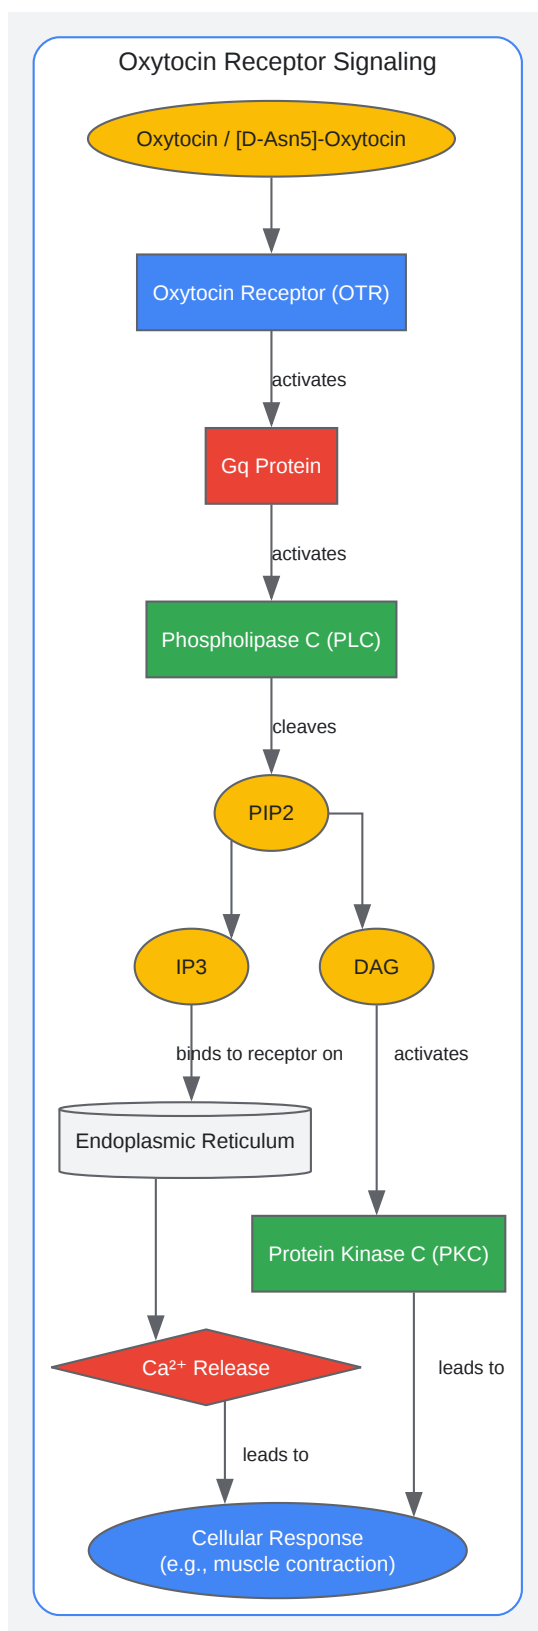 Oxytocin Receptor Signaling
Oxytocin / [D-Asn5]-Oxytocin
Oxytocin Receptor (OTR)
activates
Gq Protein
activates
Phospholipase C (PLC)
cleaves
PIP2
IP3
DAG
binds to receptor on
activates
Endoplasmic Reticulum
Protein Kinase C (PKC)
Ca²⁺ Release
leads to
leads to
Cellular Response
(e.g., muscle contraction)